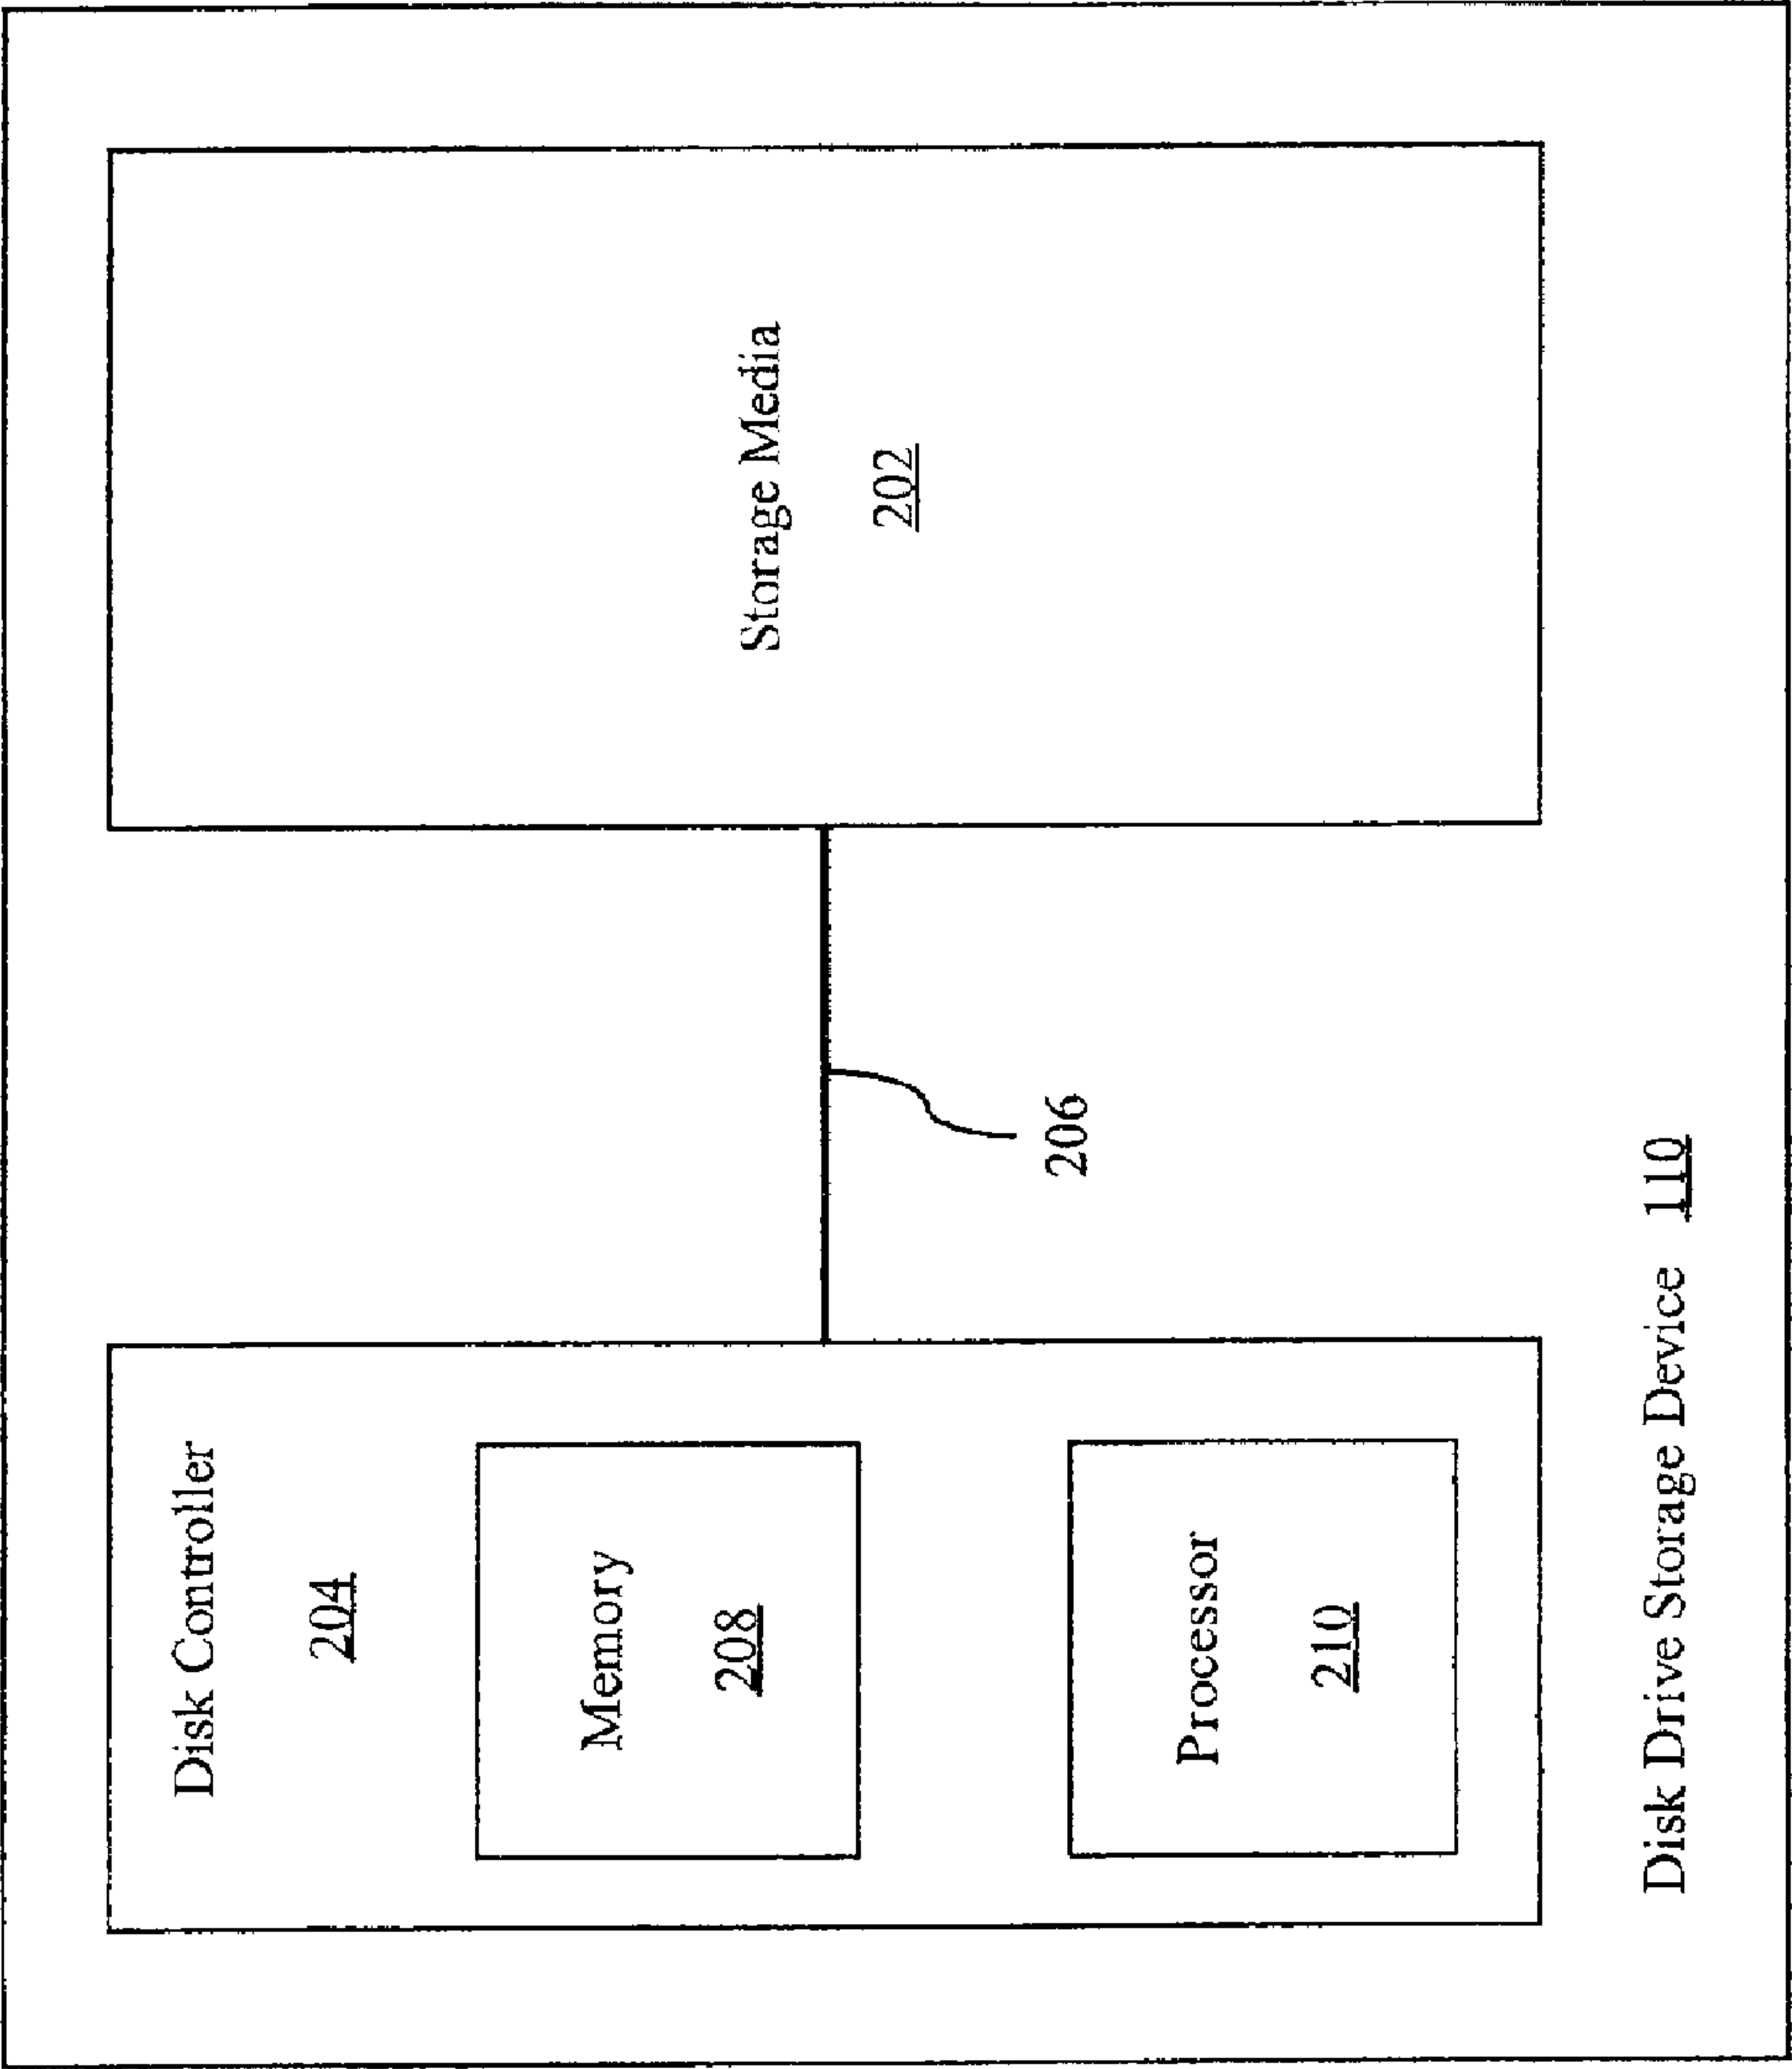 Disk Controller
204
Memory
208
Processor
210
206
Storage Media
202
Disk Drive Storage Device 110